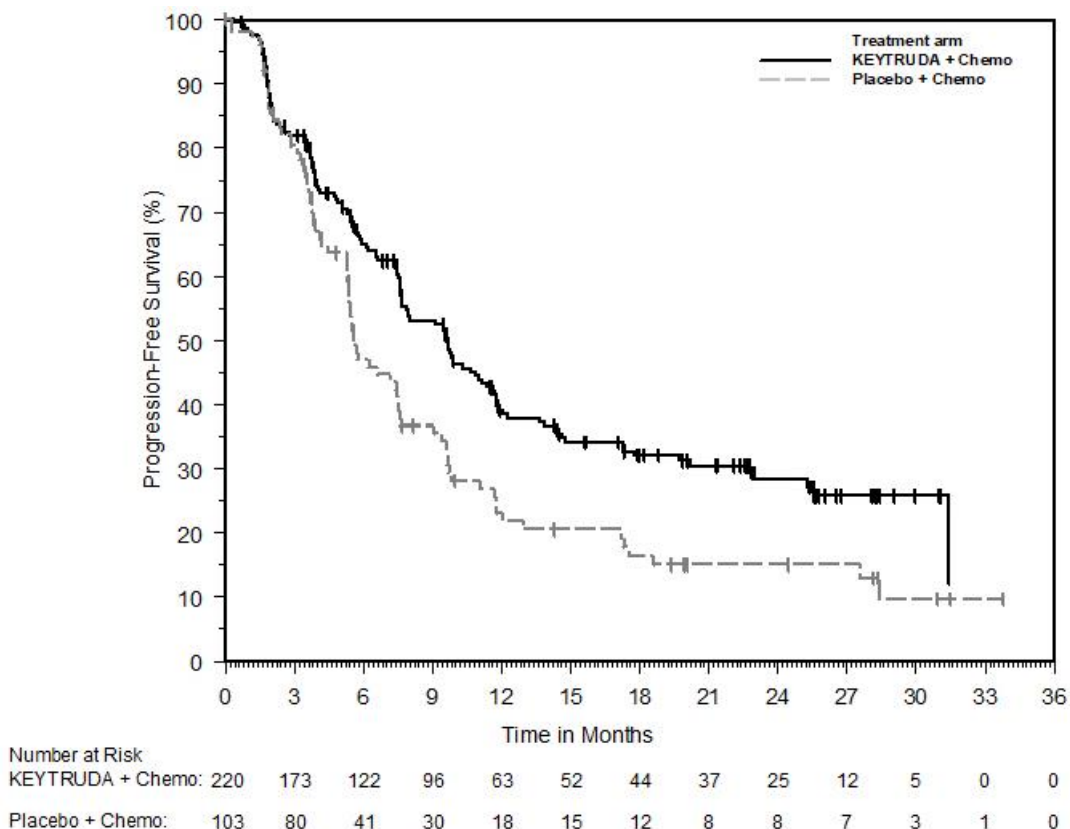 Treatment arm
KEYTRUDA + Chemo
Placebo + Chemo
Progression-Free Survival (%)
100
90
80
70
60
50
40
30
20
10
0
0 3 6 9 12 15 18 21 24 27 30 33 36
Time in Months
Number at Risk
KEYTRUDA + Chemo: 220 173 122 96 63 52 44 37 25 12 5 0 0
Placebo + Chemo: 103 80 41 30 18 15 12 8 8 7 3 1 0